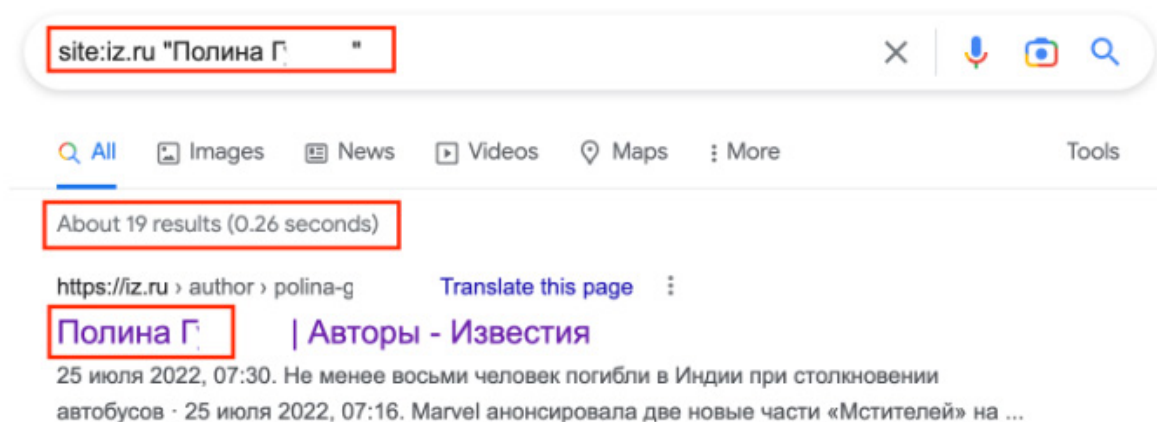 site:iz.ru "Полина Г "
All Images News Videos Maps More Tools
About 19 results (0.26 seconds)
https://iz.ru › author › polina-g Translate this page
Полина Г | Авторы - Известия
25 июля 2022, 07:30. Не менее восьми человек погибли в Индии при столкновении
автобусов · 25 июля 2022, 07:16. Marvel анонсировала две новые части «Мстителей» на ...